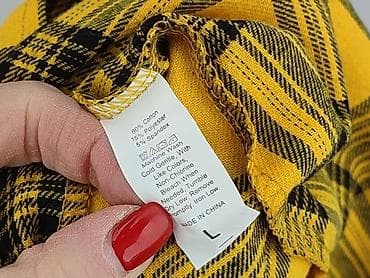 80% Cotton
15% Polyester
5% Spandex
Machine Wash
Cold Gentle, With
Like Colors,
Non-Chlorine
Bleach When
Needed, Tumble
Dry Low, Remove
Promptly, Iron Low.
MADE IN CHINA
L